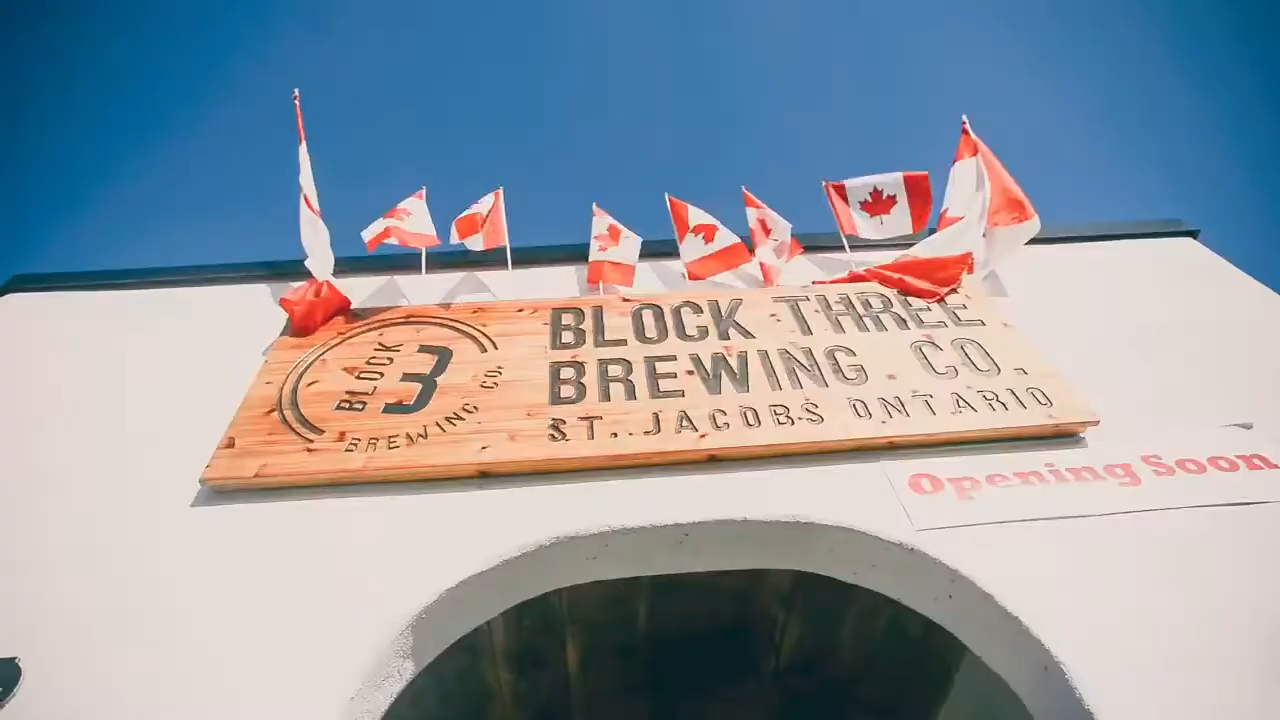 BLOCK
3
BREWING CO.
BLOCK THREE
BREWING CO.
ST. JACOBS ONTARIO
Opening Soon